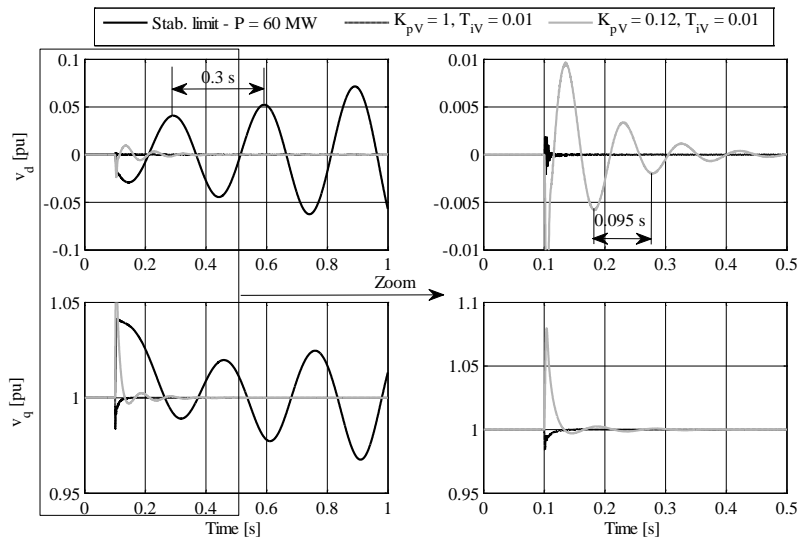 Stab. limit - P = 60 MW K_pV = 1, T_iV = 0.01 K_pV = 0.12, T_iV = 0.01
0.1
0.05
0
-0.05
-0.1
v_d [pu]
0.3 s
0 0.2 0.4 0.6 0.8 1
0.01
0.005
0
-0.005
-0.01
v_d [pu]
0.095 s
0 0.1 0.2 0.3 0.4 0.5
Zoom
1.05
1
0.95
v_q [pu]
0 0.2 0.4 0.6 0.8 1
Time [s]
1.1
1.05
1
0.95
v_q [pu]
0 0.1 0.2 0.3 0.4 0.5
Time [s]